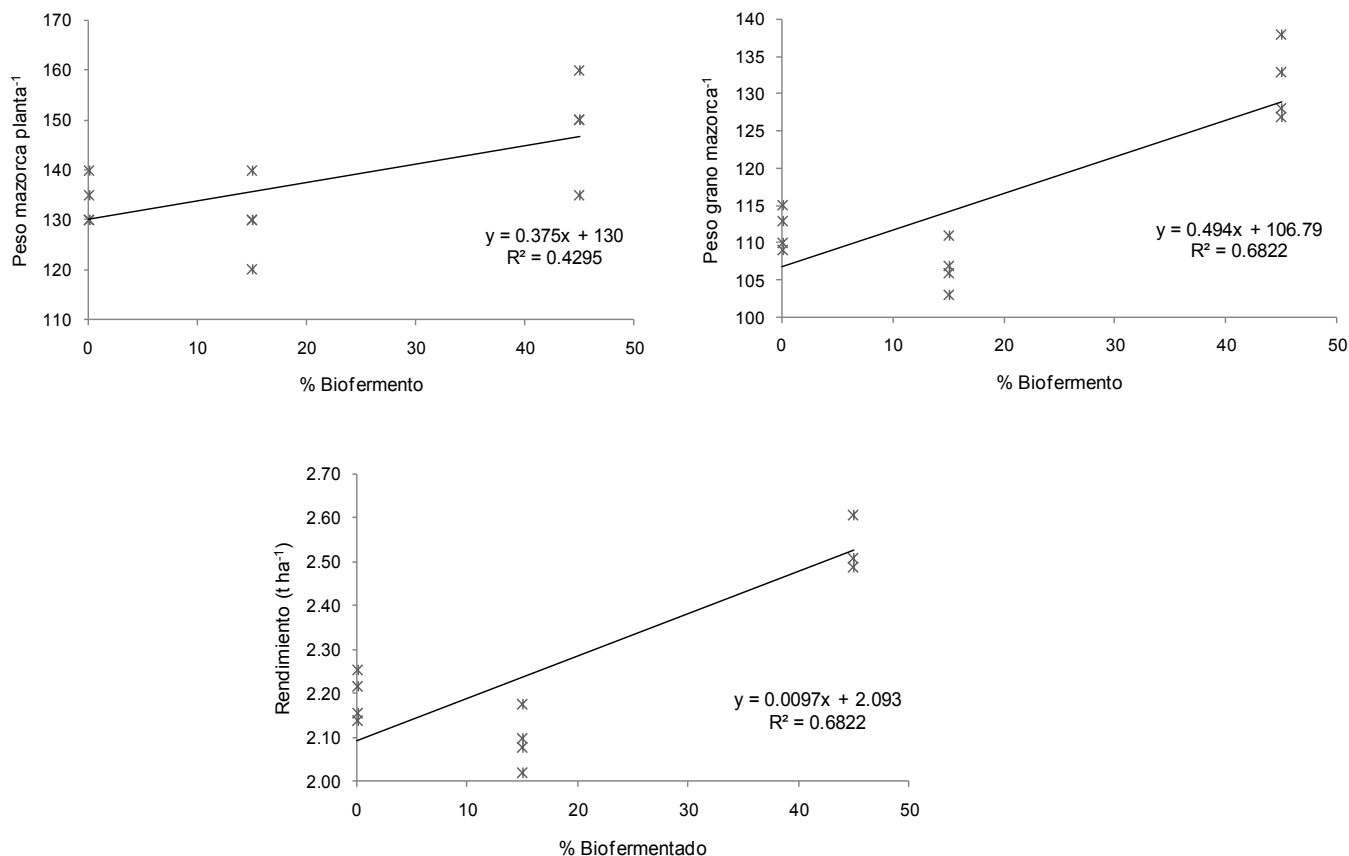 Peso mazorca planta⁻¹
170
160
150
140
130
120
110
y = 0.375x + 130
R² = 0.4295
0 10 20 30 40 50
% Biofermento
Peso grano mazorca⁻¹
140
135
130
125
120
115
110
105
100
y = 0.494x + 106.79
R² = 0.6822
0 10 20 30 40 50
% Biofermento
Rendimiento (t ha⁻¹)
2.70
2.60
2.50
2.40
2.30
2.20
2.10
2.00
y = 0.0097x + 2.093
R² = 0.6822
0 10 20 30 40 50
% Biofermentado